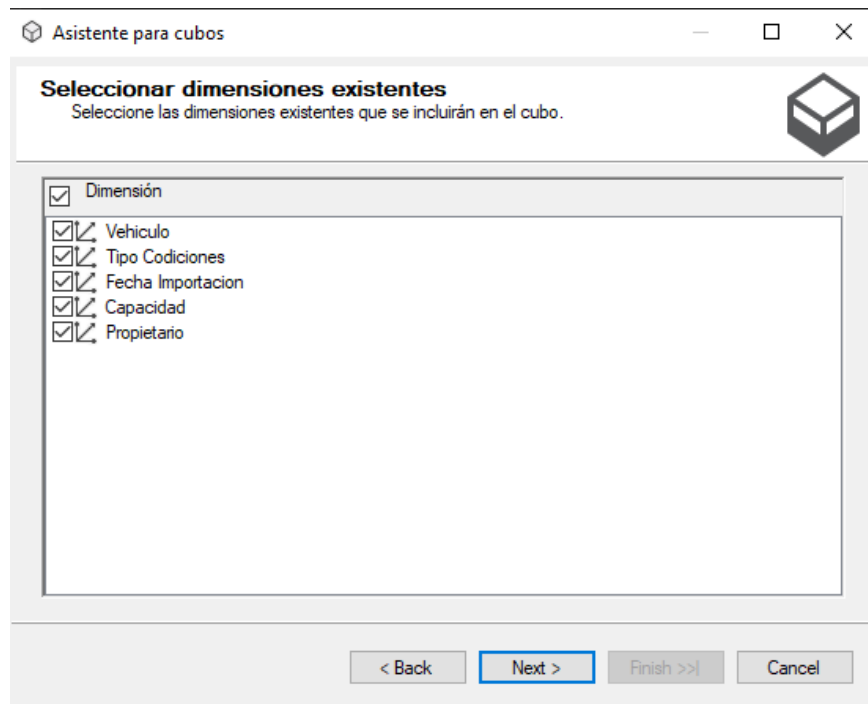 Asistente para cubos
Seleccionar dimensiones existentes
Seleccione las dimensiones existentes que se incluirán en el cubo.
Dimensión
Vehiculo
Tipo Codiciones
Fecha Importacion
Capacidad
Propietario
< Back Next > Finish >>| Cancel